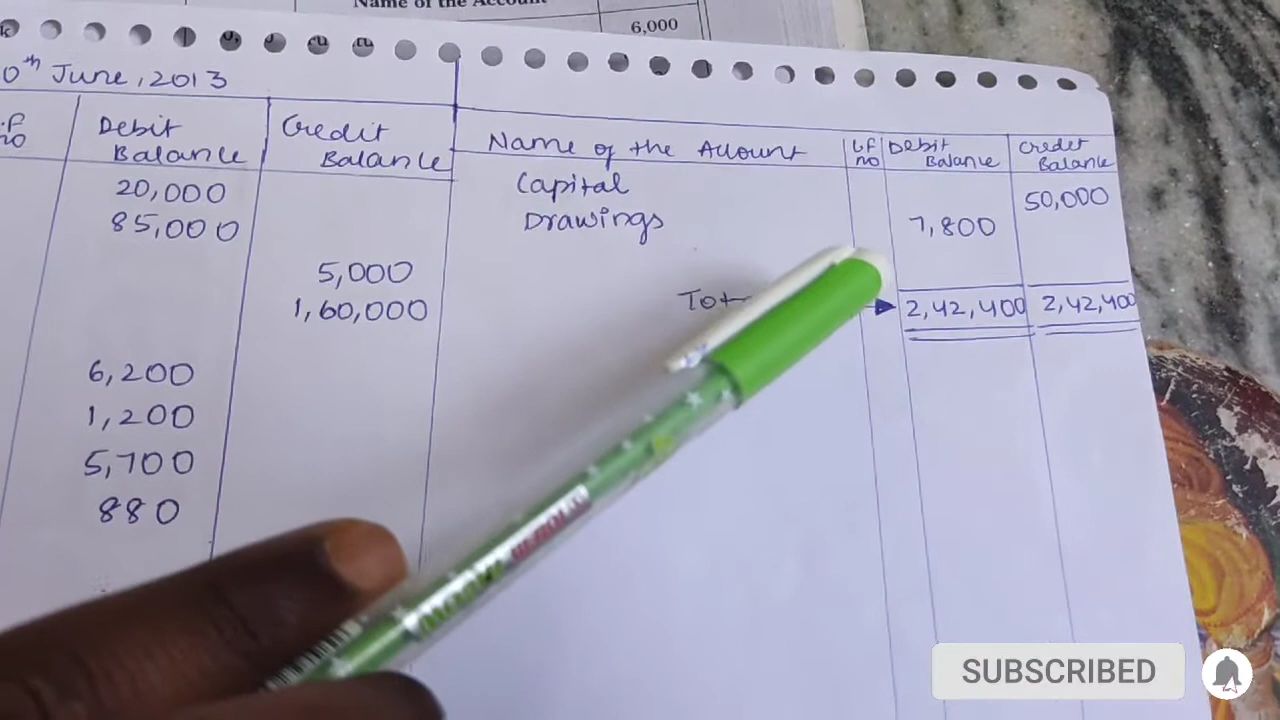 Name of the Account
6,000
0th June, 2013
L.F no
Debit Balance
Credit Balance
Name of the Account
LF no
Debit Balance
Credit Balance
20,000
Capital
50,000
85,000
Drawings
7,800
5,000
1,60,000
2,42,400
2,42,400
6,200
1,200
5,700
880
SUBSCRIBED